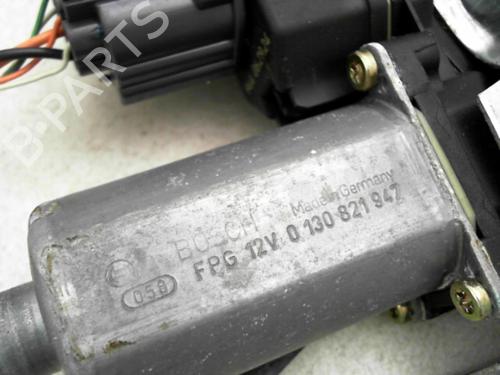 B-PARTS
BOSCH
Made in Germany
FPG 12V 0 130 821 947
058